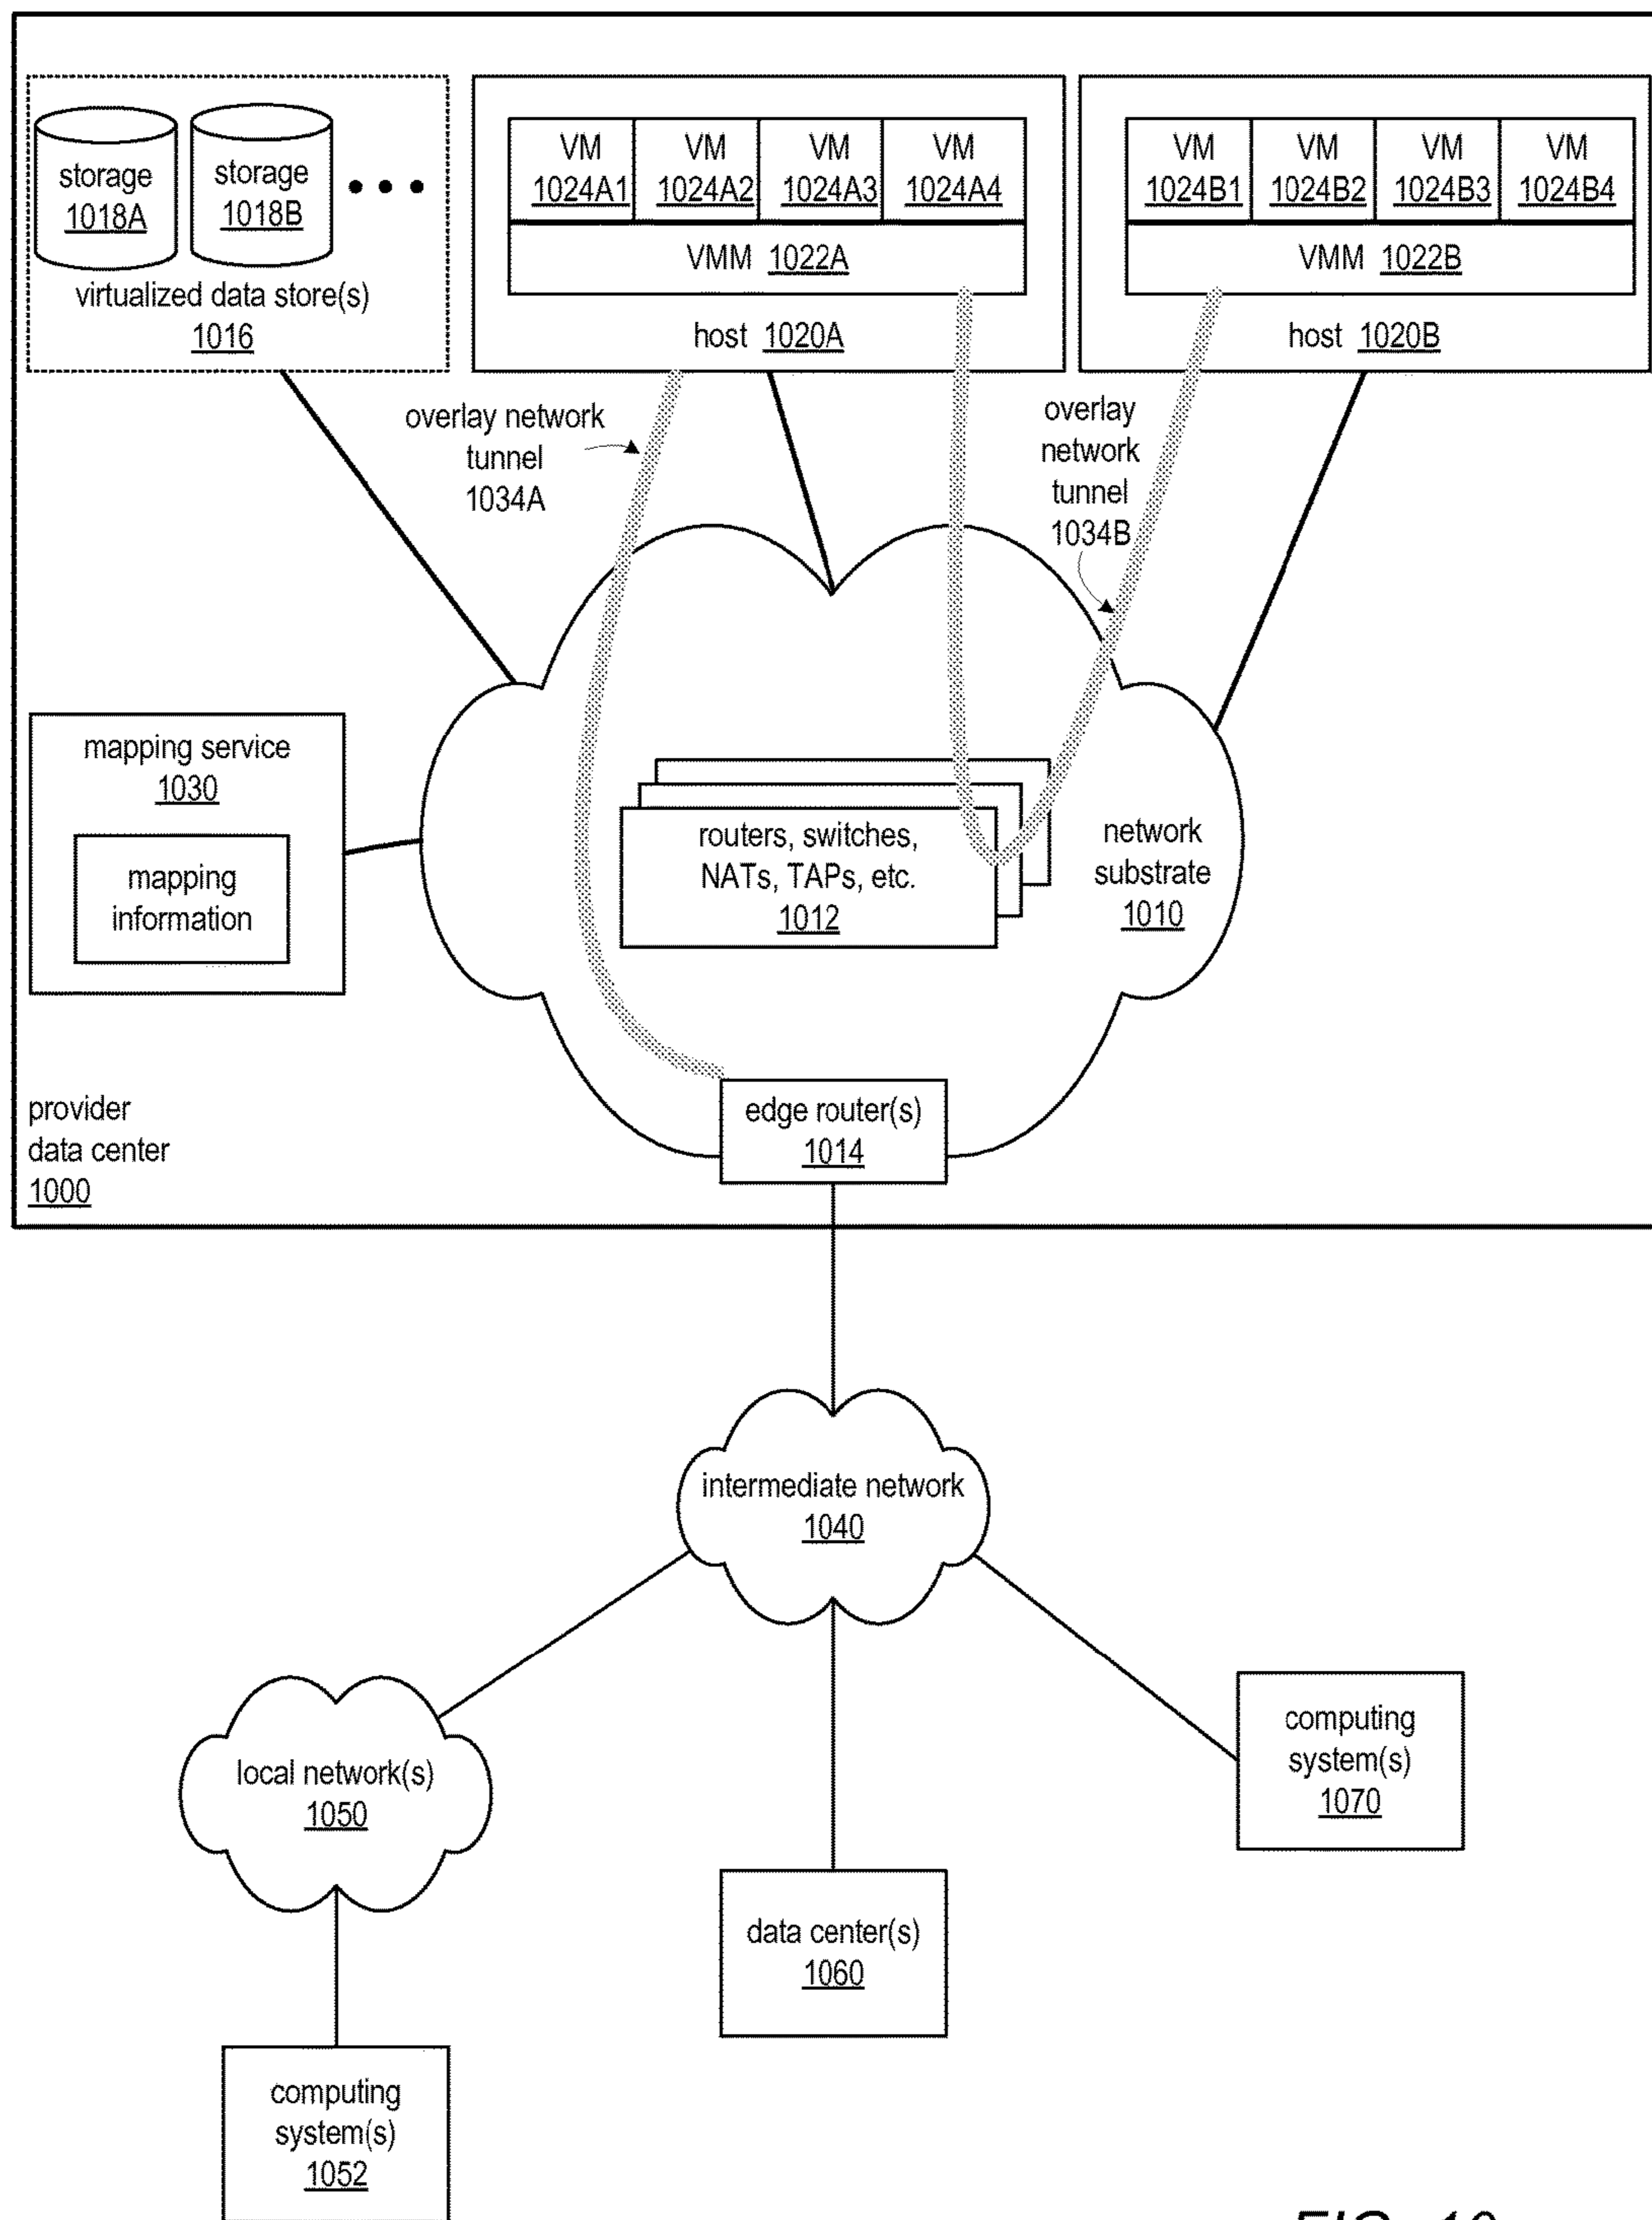 storage
1018A
storage
1018B
virtualized data store(s)
1016
VM
1024A1
VM
1024A2
VM
1024A3
VM
1024A4
VMM 1022A
host 1020A
VM
1024B1
VM
1024B2
VM
1024B3
VM
1024B4
VMM 1022B
host 1020B
overlay network
tunnel
1034A
overlay
network
tunnel
1034B
mapping service
1030
mapping
information
routers, switches,
NATs, TAPs, etc.
1012
network
substrate
1010
edge router(s)
1014
provider
data center
1000
intermediate network
1040
local network(s)
1050
computing
system(s)
1070
data center(s)
1060
computing
system(s)
1052